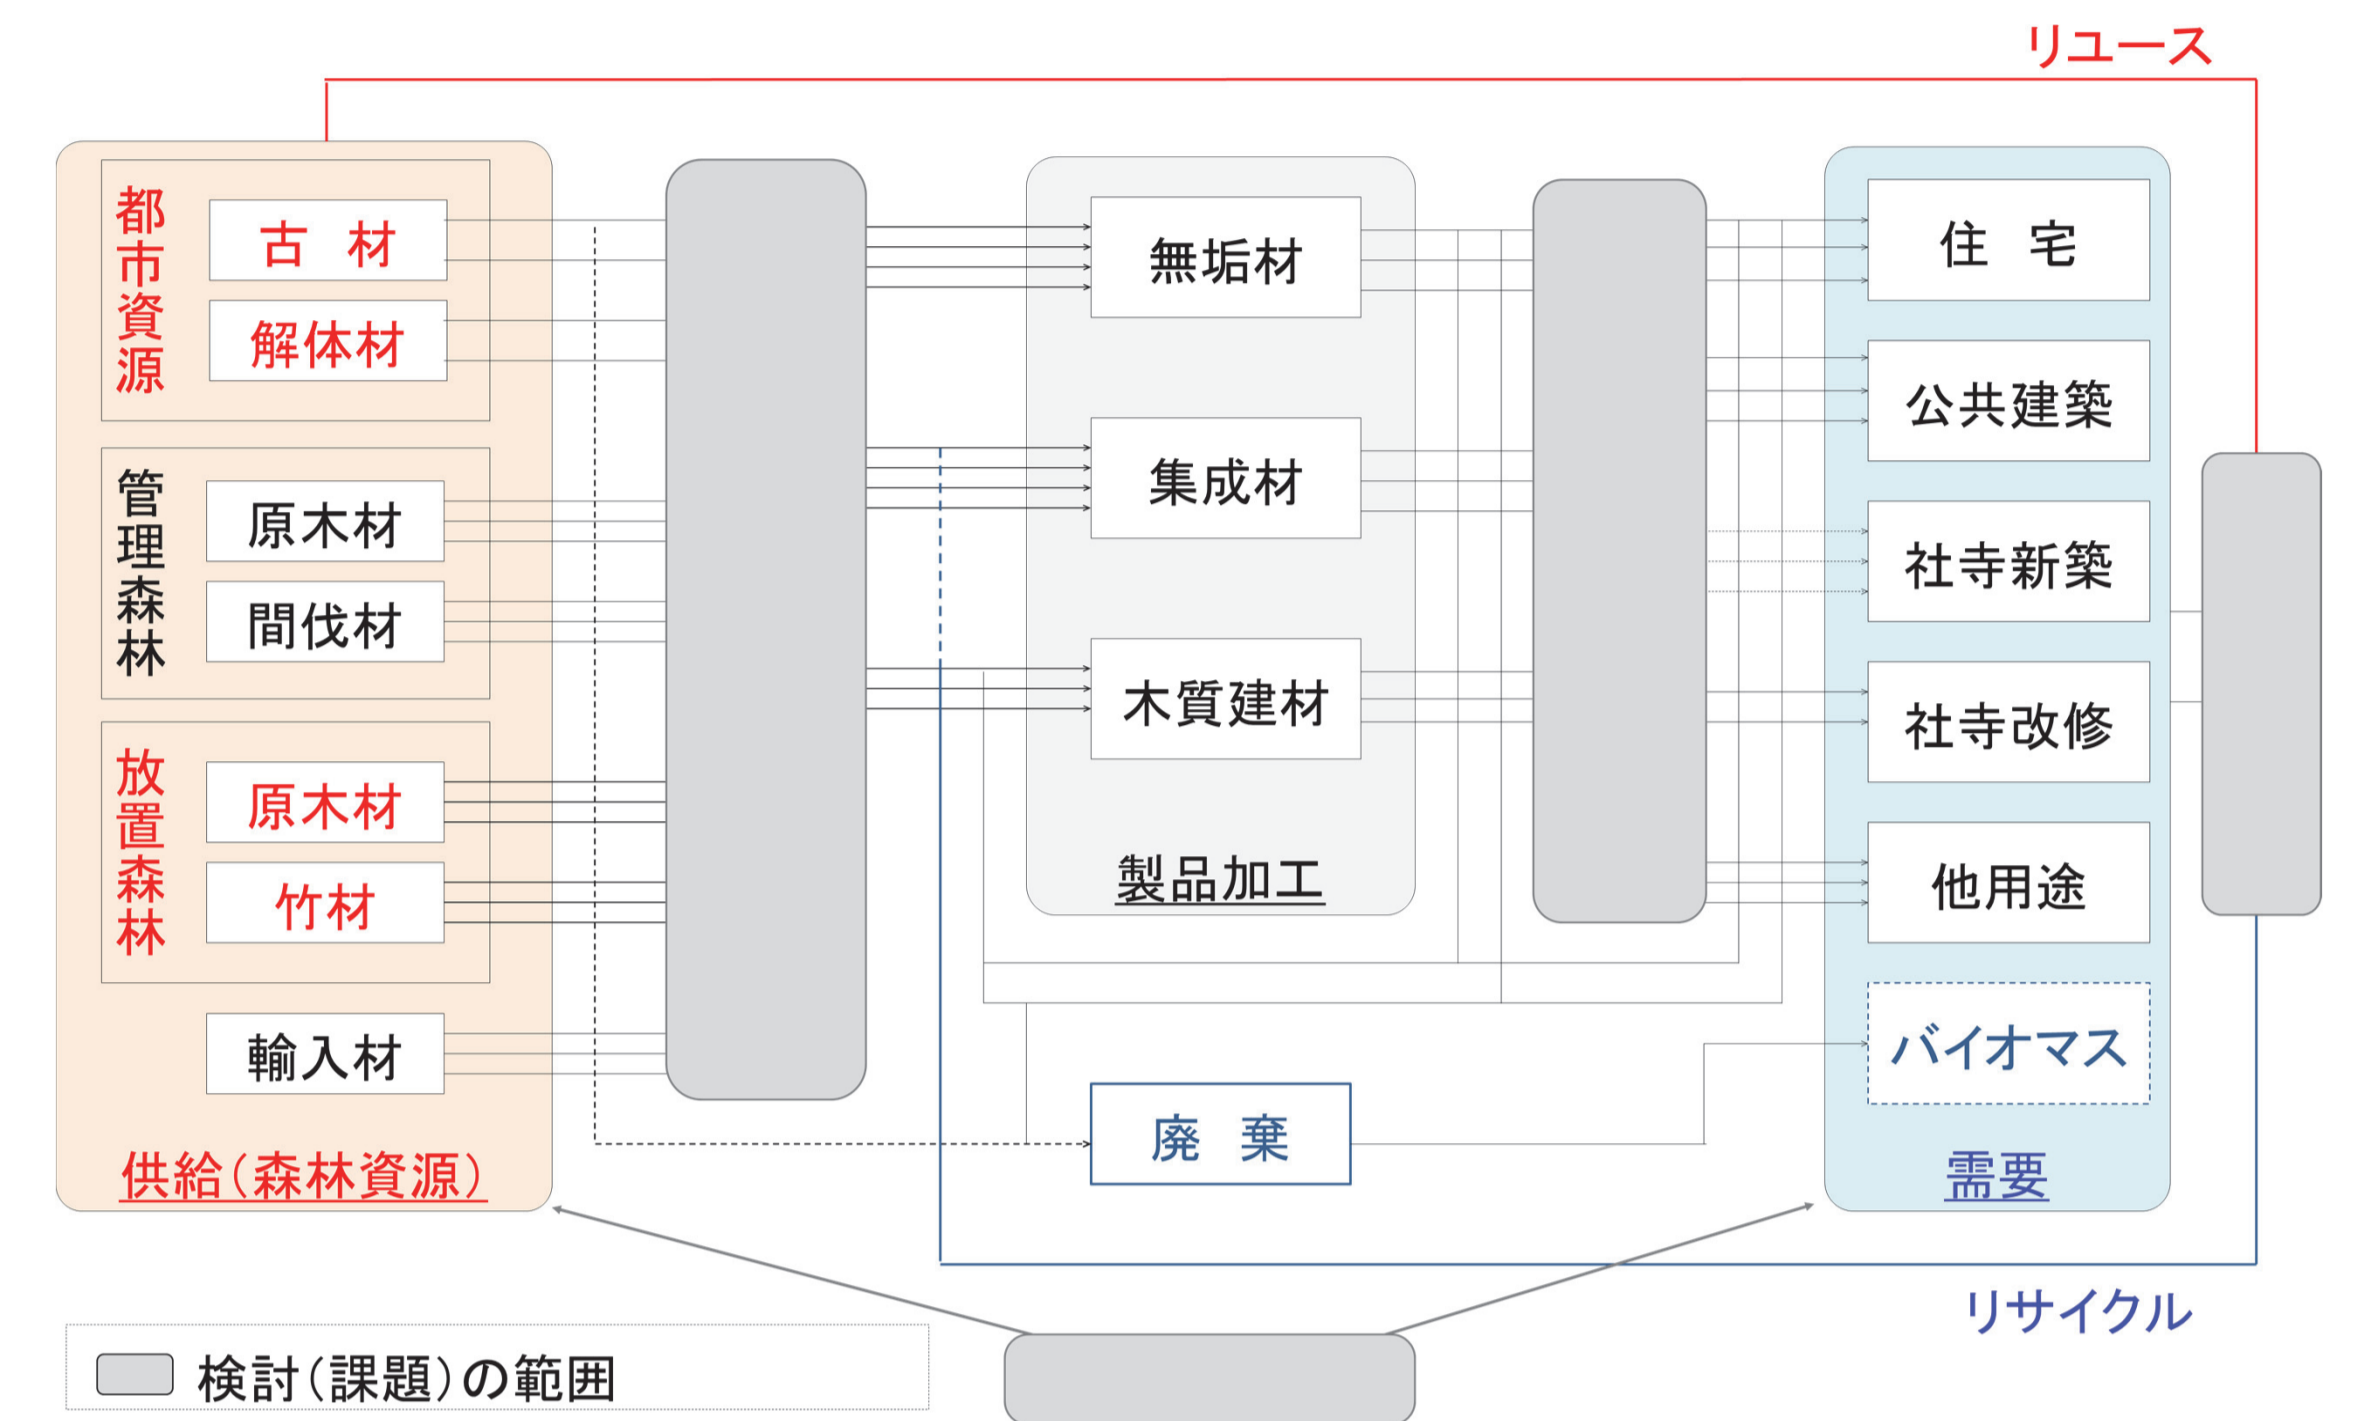 リユース
都市資源
古 材
解体材
管理森林
原木材
間伐材
放置森林
原木材
竹材
輸入材
供給(森林資源)
無垢材
集成材
木質建材
製品加工
廃 棄
住 宅
公共建築
社寺新築
社寺改修
他用途
バイオマス
需要
リサイクル
検討(課題)の範囲